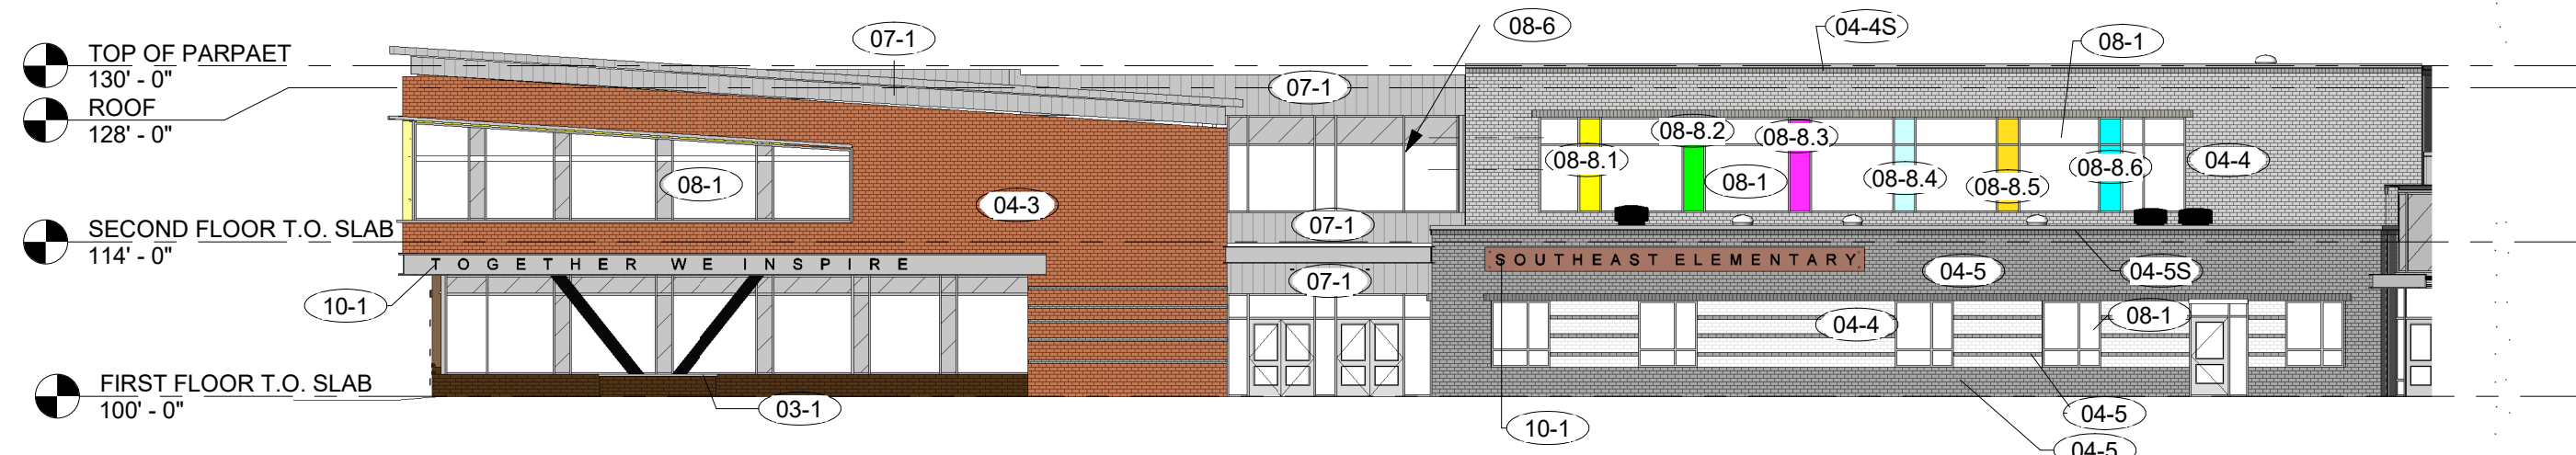 TOP OF PARPAET
130' - 0"
ROOF
128' - 0"
SECOND FLOOR T.O. SLAB
114' - 0"
FIRST FLOOR T.O. SLAB
100' - 0"
07-1
08-1
04-3
TOGETHER WE INSPIRE
10-1
03-1
08-6
07-1
07-1
07-1
04-4S
08-1
08-8.1
08-8.2
08-8.3
08-1
08-8.4
08-8.5
08-8.6
04-4
SOUTHEAST ELEMENTARY
04-5
04-5S
04-4
08-1
10-1
04-5
04-5